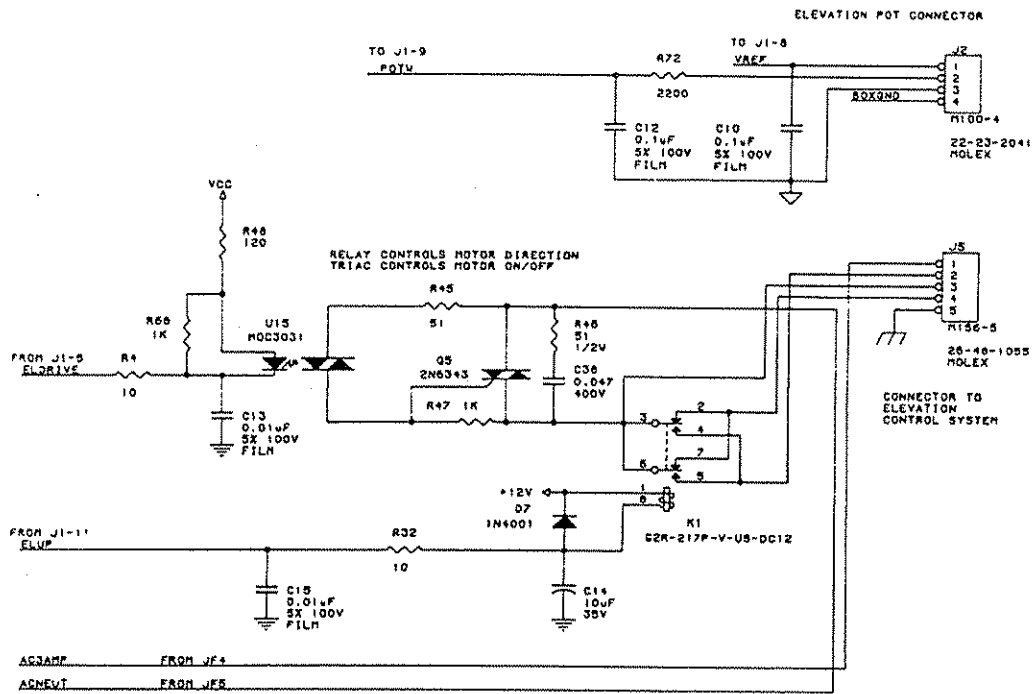 ELEVATION POT CONNECTOR
TO J1-9
POTW
R72
2200
TO J1-8
VREF
J2
1
2
3
4
BOXGND
M100-4
22-23-2041
MOLEX
C12
0.1uF
5% 100V
FILM
C10
0.1uF
5% 100V
FILM
VCC
R48
120
RELAY CONTROLS MOTOR DIRECTION
TRIAC CONTROLS MOTOR ON/OFF
J5
1
2
3
4
5
M156-5
26-48-1055
MOLEX
CONNECTOR TO
ELEVATION
CONTROL SYSTEM
R45
51
U15
MOC3031
1K
R46
51
1/2W
FROM J1-5
ELDRIVE
R4
10
Q5
2N6343
C36
0.047
400V
R47 1K
C13
0.01uF
5% 100V
FILM
3
2
4
6
7
5
+12V
1
8
D7
1N4001
K1
G2R-217P-V-US-DC12
FROM J1-11
ELUP
R32
10
C15
0.01uF
5% 100V
FILM
C14
10uF
35V
AC3AMP
FROM JF4
ACNEUT
FROM JF5